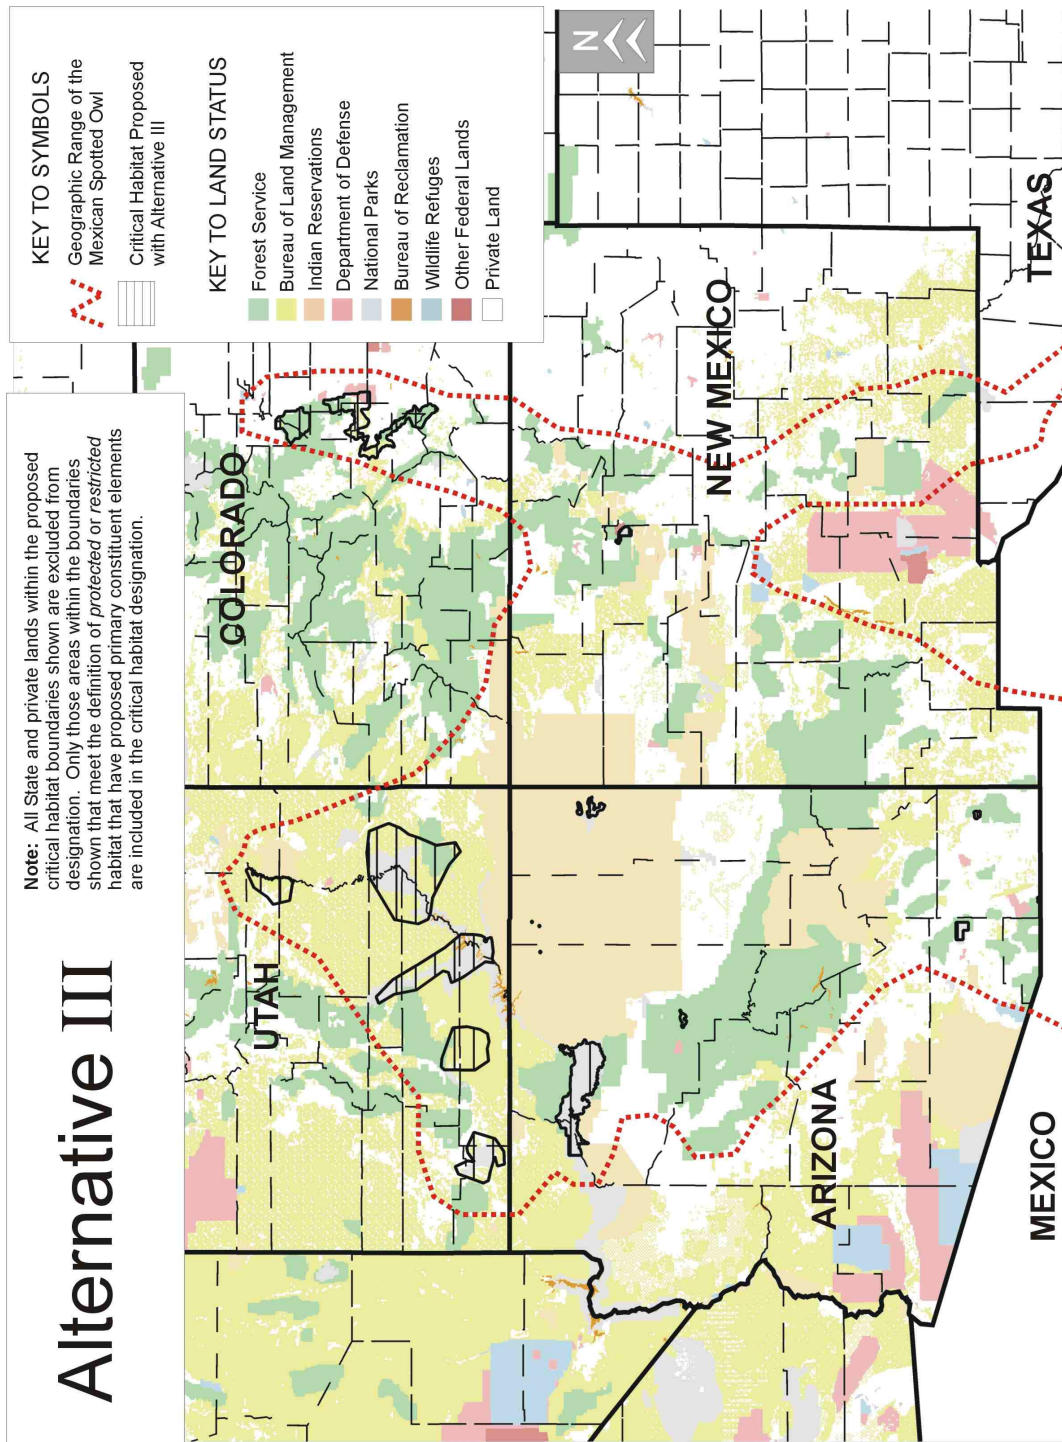 Alternative III
Note: All State and private lands within the proposed
critical habitat boundaries shown are excluded from
designation. Only those areas within the boundaries
shown that meet the definition of protected or restricted
habitat that have proposed primary constituent elements
are included in the critical habitat designation.
KEY TO SYMBOLS
Geographic Range of the
Mexican Spotted Owl
Critical Habitat Proposed
with Alternative III
KEY TO LAND STATUS
Forest Service
Bureau of Land Management
Indian Reservations
Department of Defense
National Parks
Bureau of Reclamation
Wildlife Refuges
Other Federal Lands
Private Land
N
UTAH
COLORADO
ARIZONA
NEW MEXICO
MEXICO
TEXAS